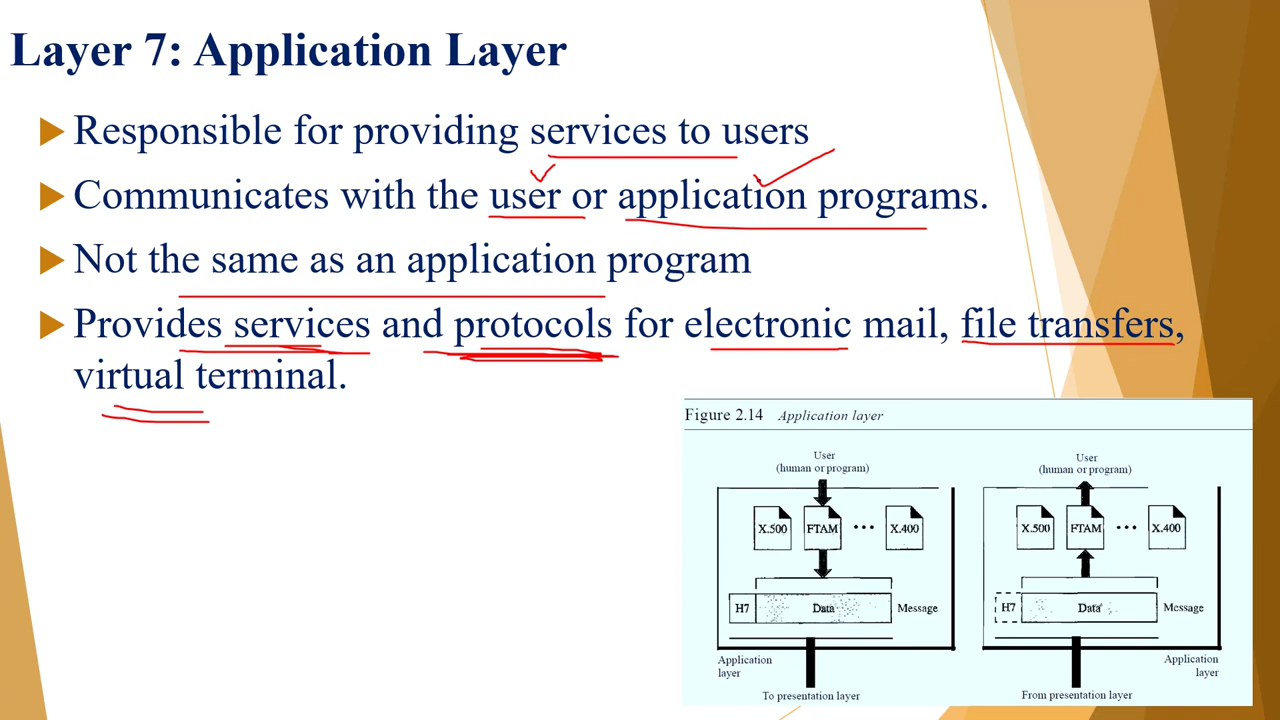 Layer 7: Application Layer
Responsible for providing services to users
Communicates with the user or application programs.
Not the same as an application program
Provides services and protocols for electronic mail, file transfers,
virtual terminal.
Figure 2.14 Application layer
User
(human or program)
X.500 FTAM ... X.400
H7 Data Message
Application
layer
To presentation layer
User
(human or program)
X.500 FTAM ... X.400
H7 Data Message
Application
layer
From presentation layer